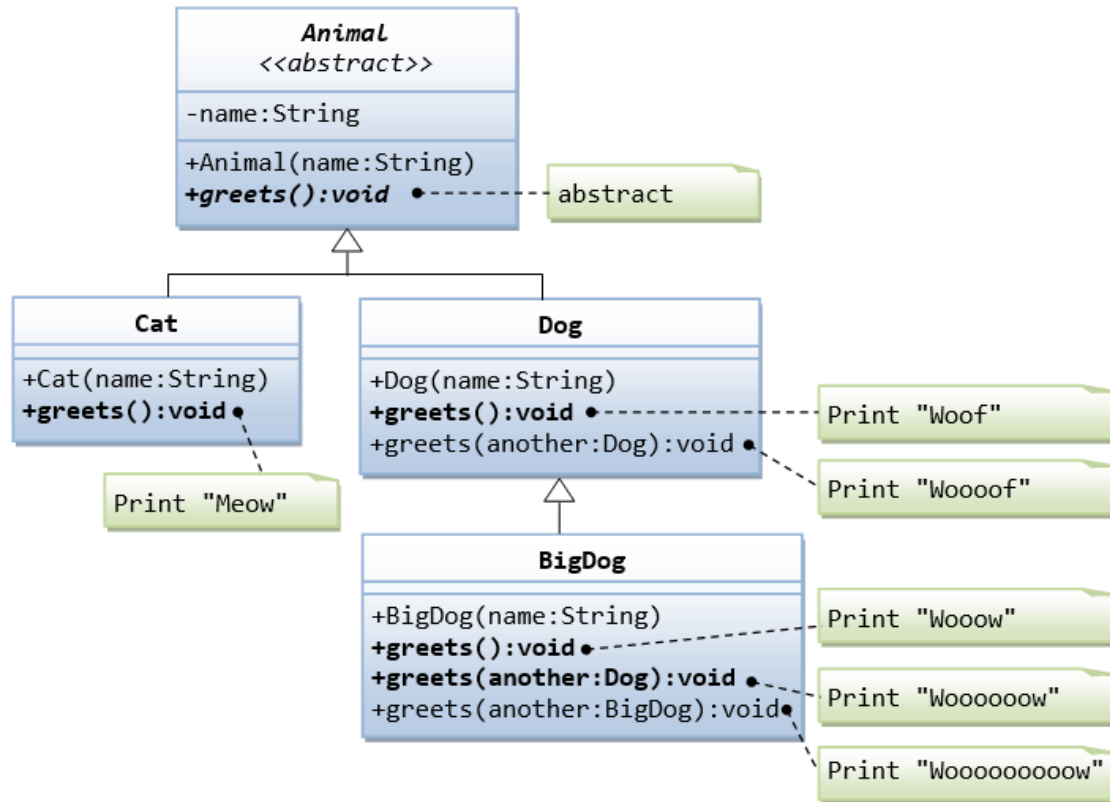 Animal
<<abstract>>
-name:String
+Animal(name:String)
+greets():void
abstract
Cat
+Cat(name:String)
+greets():void
Print "Meow"
Dog
+Dog(name:String)
+greets():void
+greets(another:Dog):void
Print "Woof"
Print "Woooof"
BigDog
+BigDog(name:String)
+greets():void
+greets(another:Dog):void
+greets(another:BigDog):void
Print "Wooow"
Print "Woooooow"
Print "Wooooooooow"